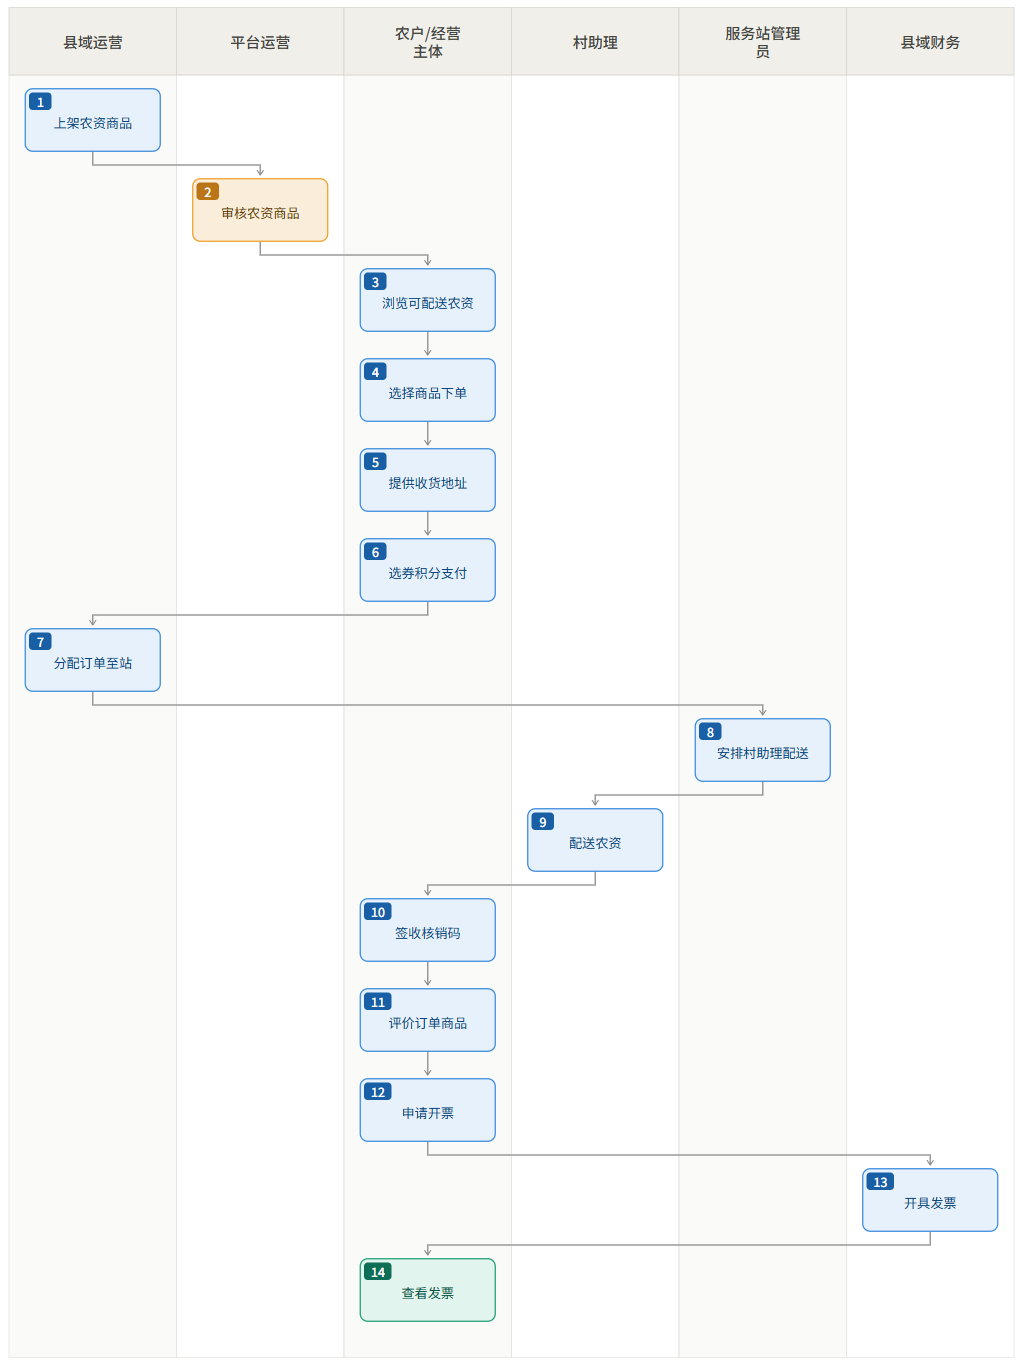 县域运营
平台运营
农户/经营
主体
村助理
服务站管理
员
县域财务
1
上架农资商品
2
审核农资商品
3
浏览可配送农资
4
选择商品下单
5
提供收货地址
6
选券积分支付
7
分配订单至站
8
安排村助理配送
9
配送农资
10
签收核销码
11
评价订单商品
12
申请开票
13
开具发票
14
查看发票